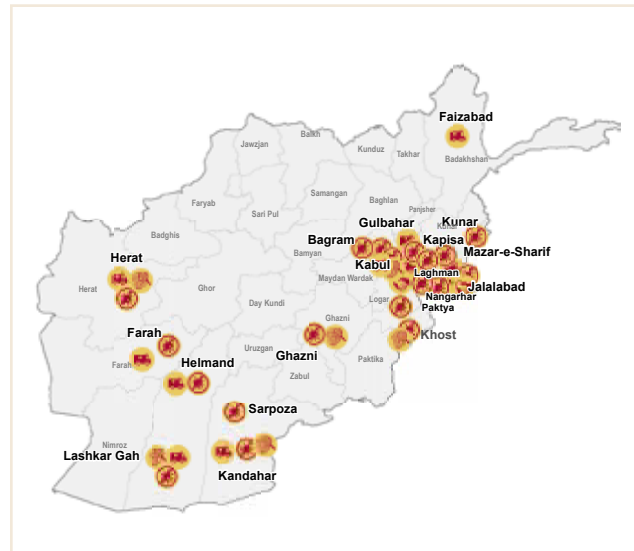 Faizabad
Balkh
Jawzjan
Kunduz
Takhar
Badakhshan
Samangan
Baghlan
Faryab
Panjsher
Sari Pul
Gulbahar
Kunar
Kunar
Badghis
Bagram
Kapisa
Mazar-e-Sharif
Bamyan
Herat
Kabul
Laghman
Maydan Wardak
Herat
Ghor
Jalalabad
Nangarhar
Day Kundi
Logar
Paktya
Ghazni
Farah
Khost
Uruzgan
Ghazni
Paktika
Farah
Helmand
Zabul
Sarpoza
Nimroz
Lashkar Gah
Kandahar